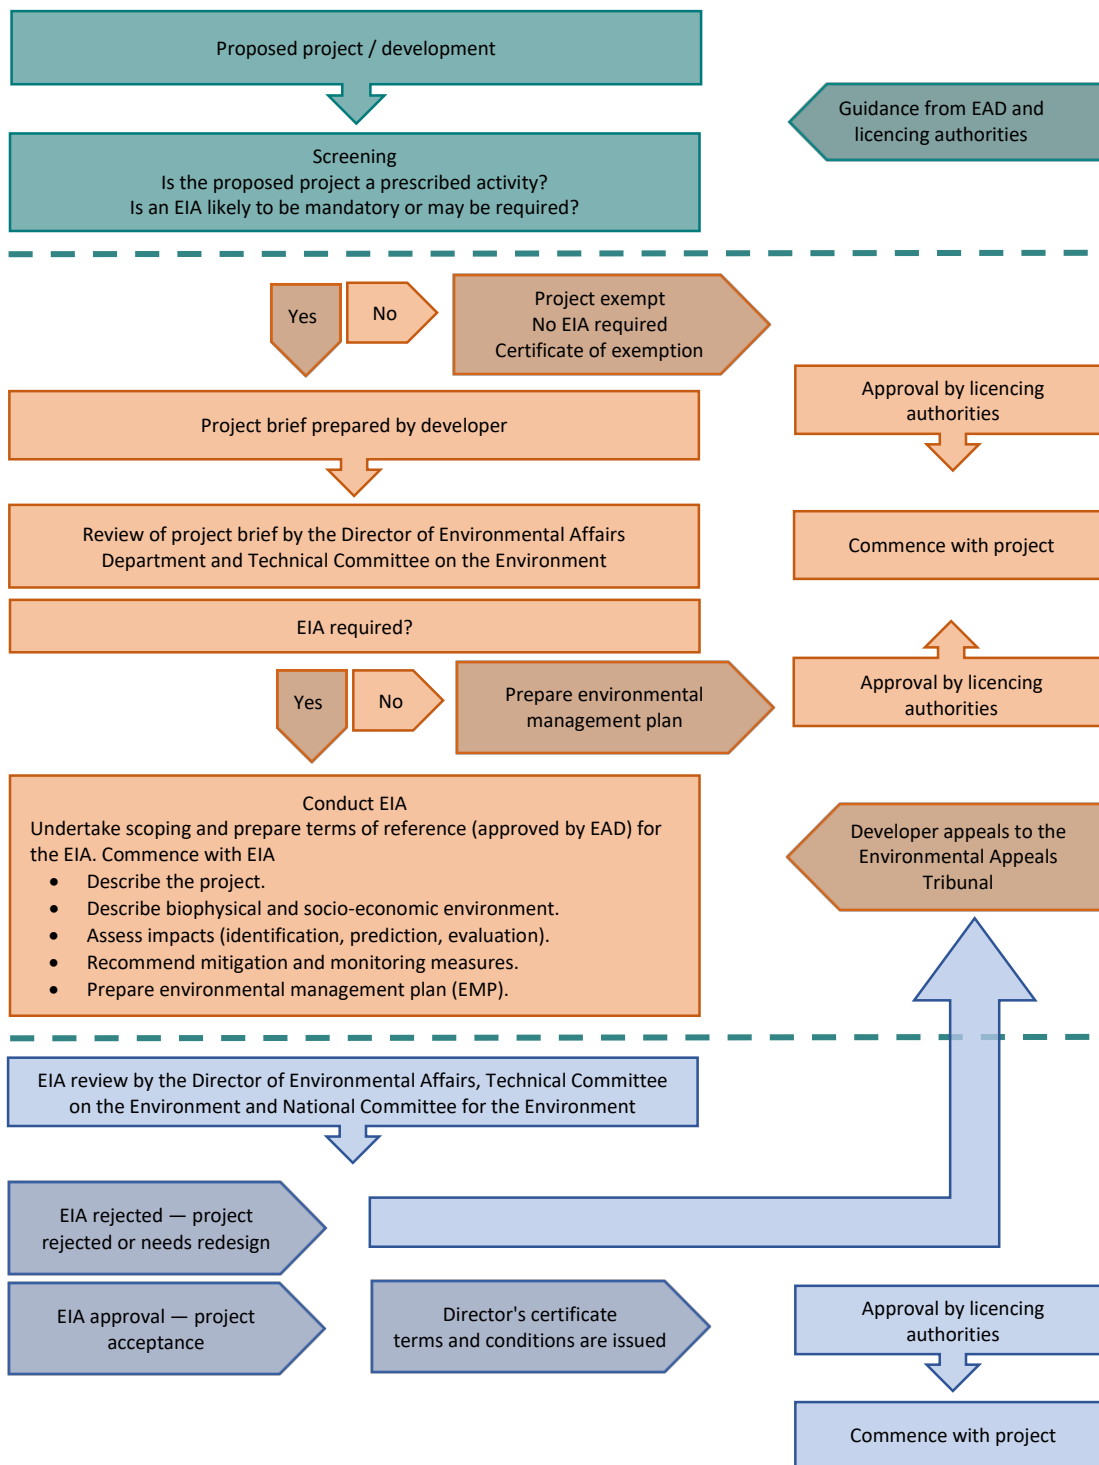 Proposed project / development
Guidance from EAD and
licencing authorities
Screening
Is the proposed project a prescribed activity?
Is an EIA likely to be mandatory or may be required?
Yes
No
Project exempt
No EIA required
Certificate of exemption
Approval by licencing
authorities
Project brief prepared by developer
Review of project brief by the Director of Environmental Affairs
Department and Technical Committee on the Environment
Commence with project
EIA required?
Yes
No
Prepare environmental
management plan
Approval by licencing
authorities
Conduct EIA
Undertake scoping and prepare terms of reference (approved by EAD) for
the EIA. Commence with EIA
• Describe the project.
• Describe biophysical and socio-economic environment.
• Assess impacts (identification, prediction, evaluation).
• Recommend mitigation and monitoring measures.
• Prepare environmental management plan (EMP).
Developer appeals to the
Environmental Appeals
Tribunal
EIA review by the Director of Environmental Affairs, Technical Committee
on the Environment and National Committee for the Environment
EIA rejected — project
rejected or needs redesign
EIA approval — project
acceptance
Director's certificate
terms and conditions are issued
Approval by licencing
authorities
Commence with project